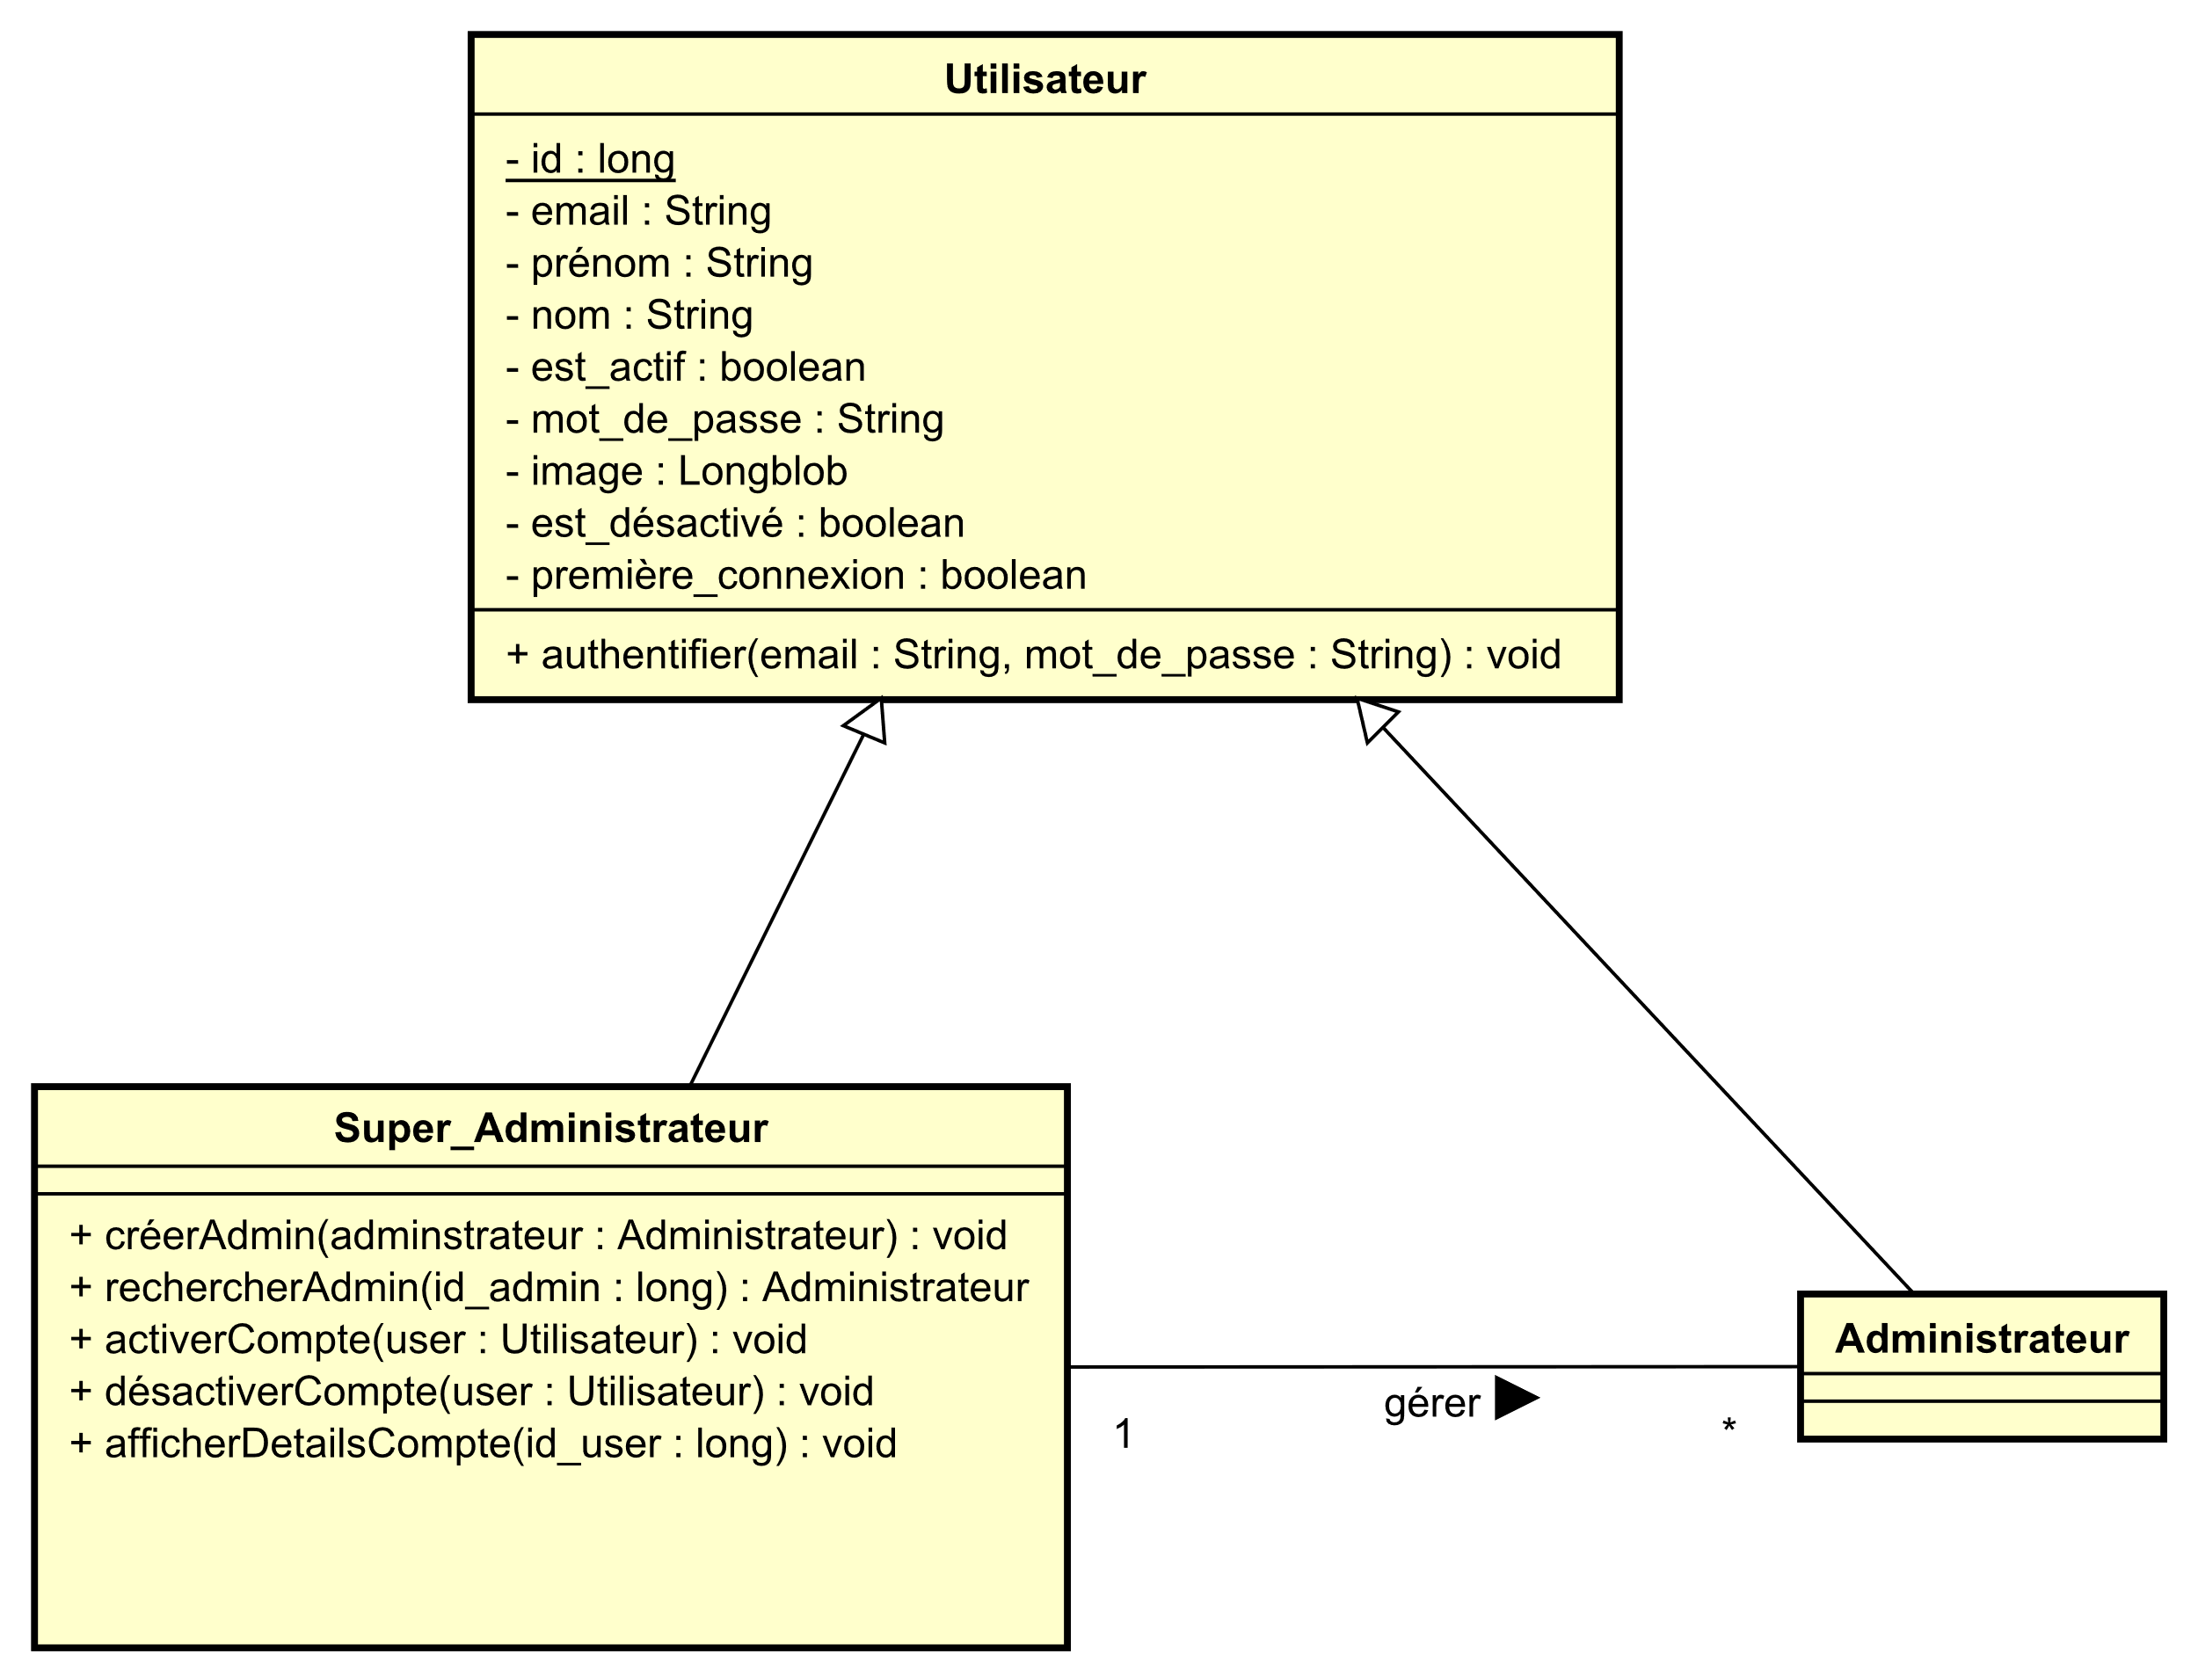 Utilisateur
- id : long
- email : String
- prénom : String
- nom : String
- est_actif : boolean
- mot_de_passe : String
- image : Longblob
- est_désactivé : boolean
- première_connexion : boolean
+ authentifier(email : String, mot_de_passe : String) : void
Super_Administrateur
+ créerAdmin(adminstrateur : Administrateur) : void
+ rechercherAdmin(id_admin : long) : Administrateur
+ activerCompte(user : Utilisateur) : void
+ désactiverCompte(user : Utilisateur) : void
+ afficherDetailsCompte(id_user : long) : void
1
gérer
*
Administrateur